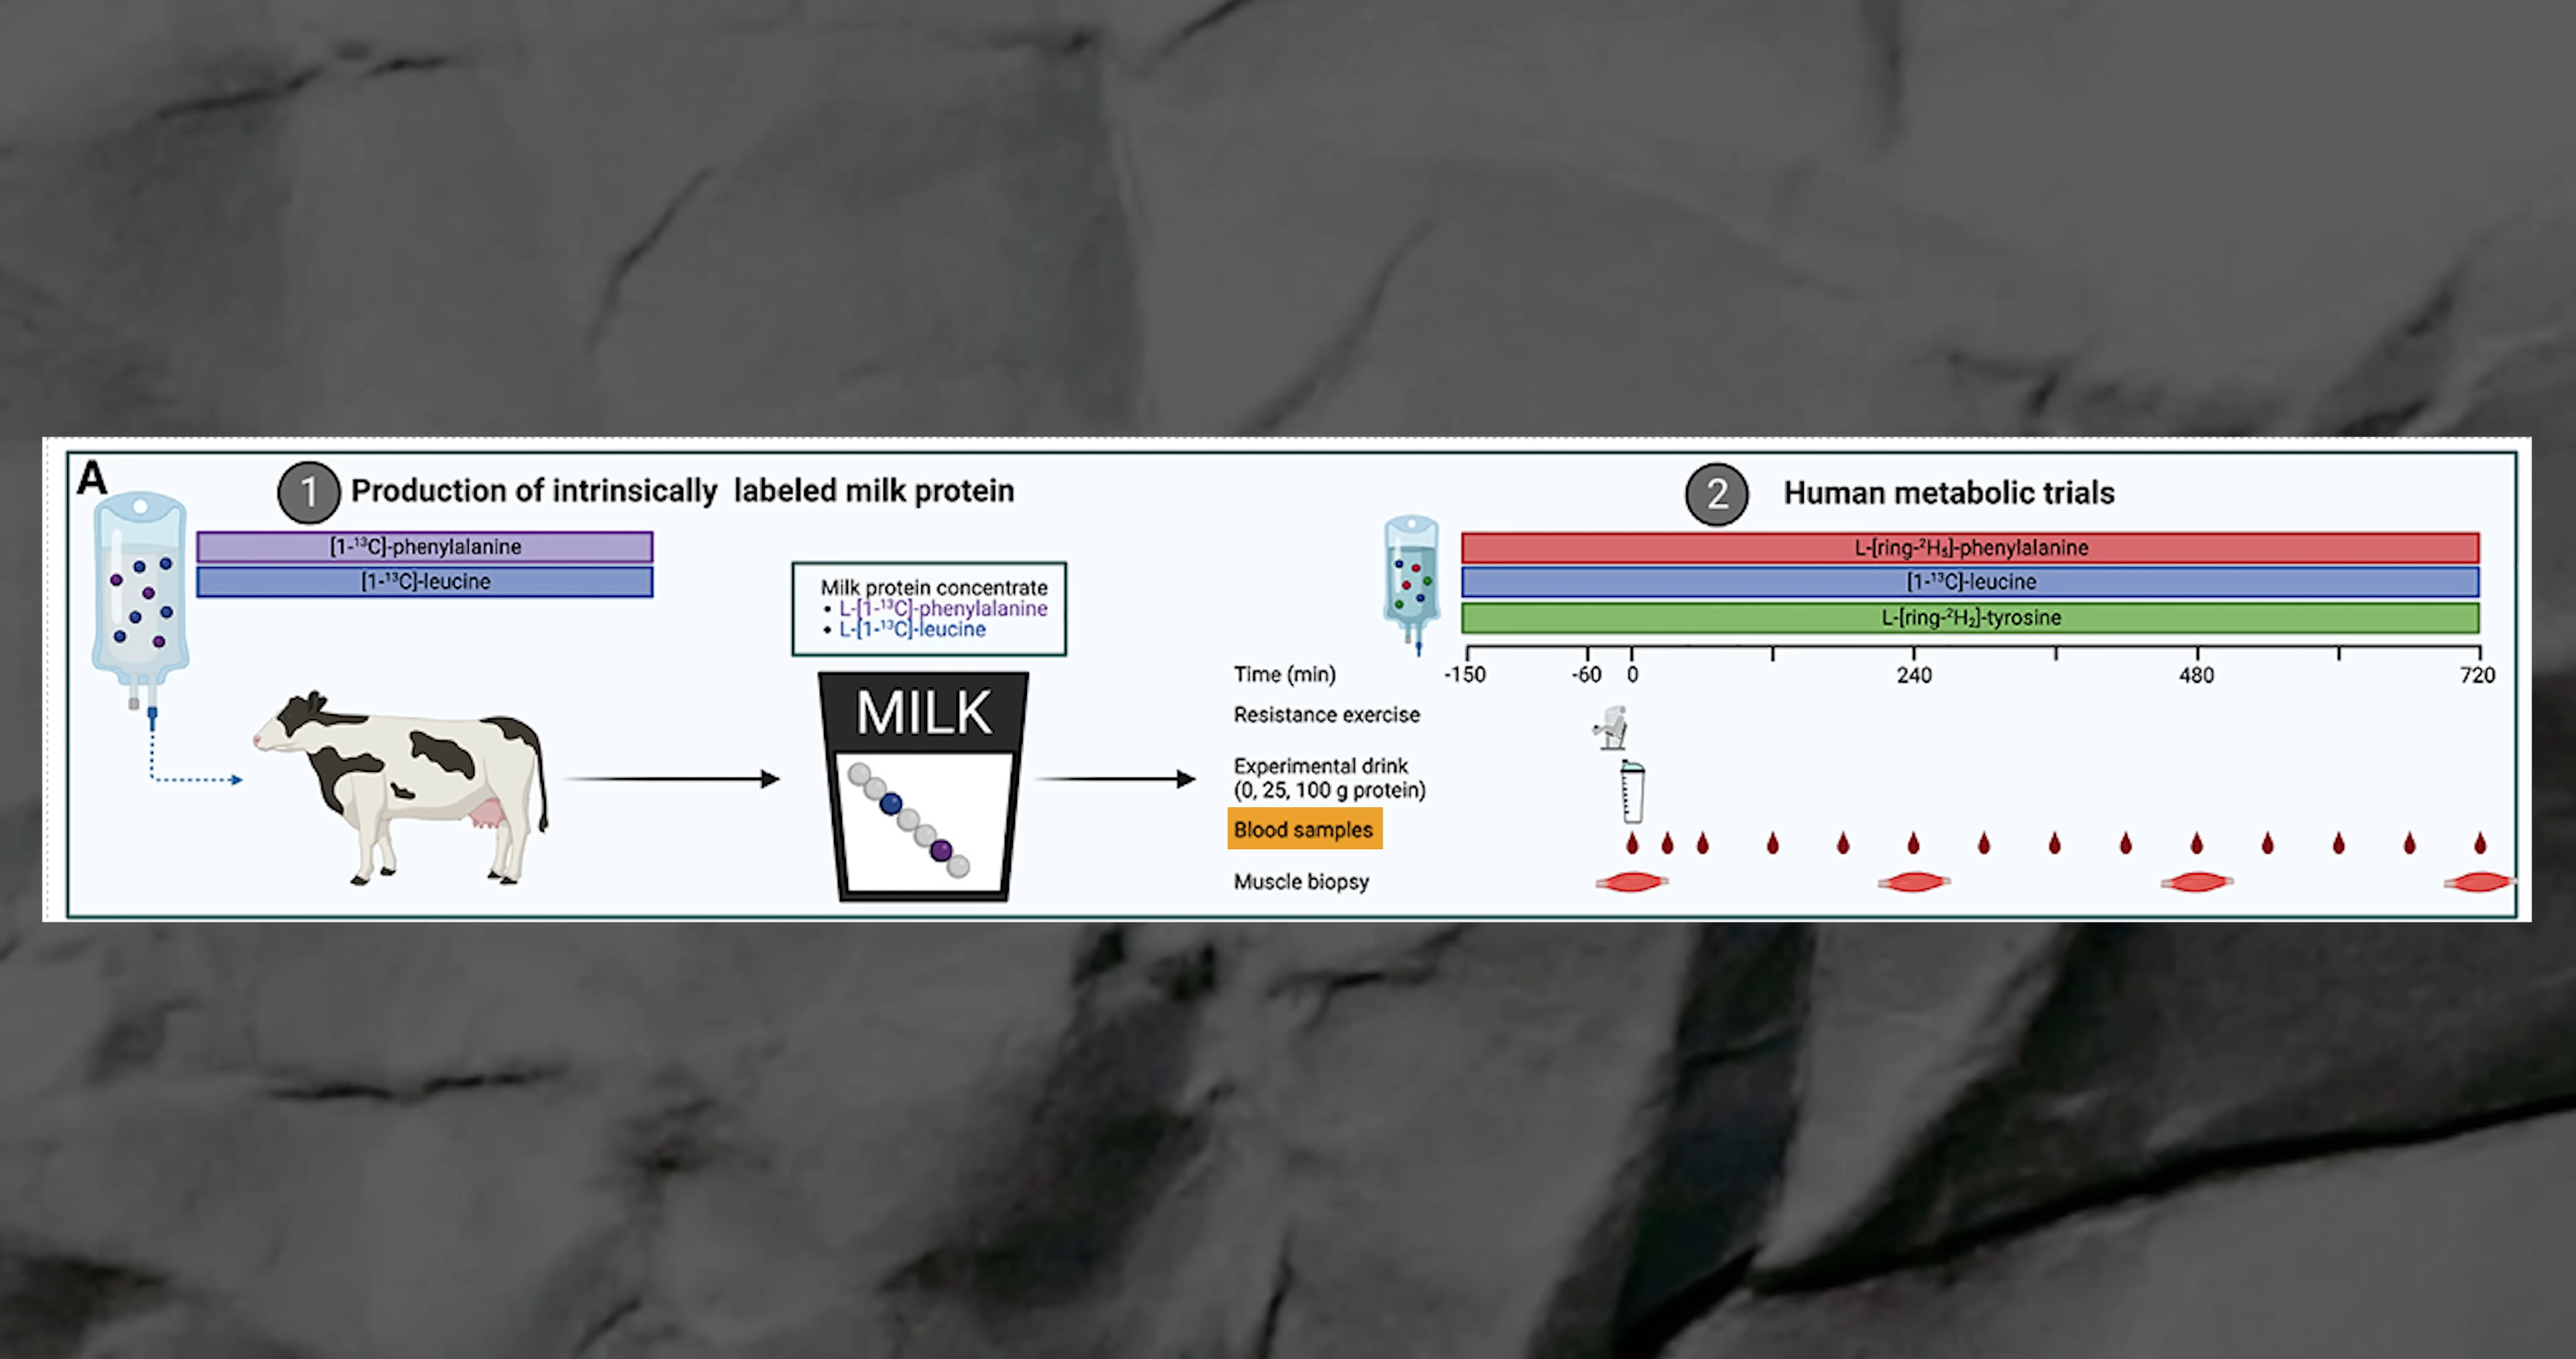 A
1 Production of intrinsically labeled milk protein
[1-¹³C]-phenylalanine
[1-¹³C]-leucine
Milk protein concentrate
• L-[1-¹³C]-phenylalanine
• L-[1-¹³C]-leucine
MILK
2 Human metabolic trials
L-[ring-²H₅]-phenylalanine
[1-¹³C]-leucine
L-[ring-²H₂]-tyrosine
Time (min) -150 -60 0 240 480 720
Resistance exercise
Experimental drink
(0, 25, 100 g protein)
Blood samples
Muscle biopsy